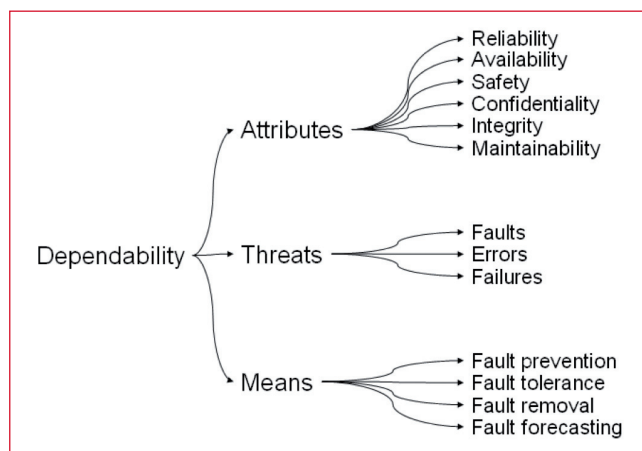 Dependability
Attributes
Reliability
Availability
Safety
Confidentiality
Integrity
Maintainability
Threats
Faults
Errors
Failures
Means
Fault prevention
Fault tolerance
Fault removal
Fault forecasting